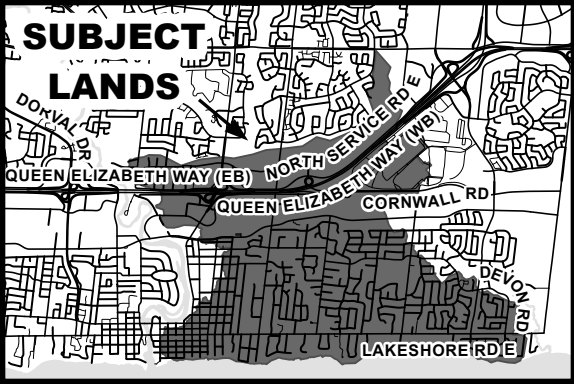 SUBJECT
LANDS
DORVAL DR
NORTH SERVICE RD E
QUEEN ELIZABETH WAY (EB)
QUEEN ELIZABETH WAY (WB)
CORNWALL RD
DEVON RD
LAKESHORE RD E